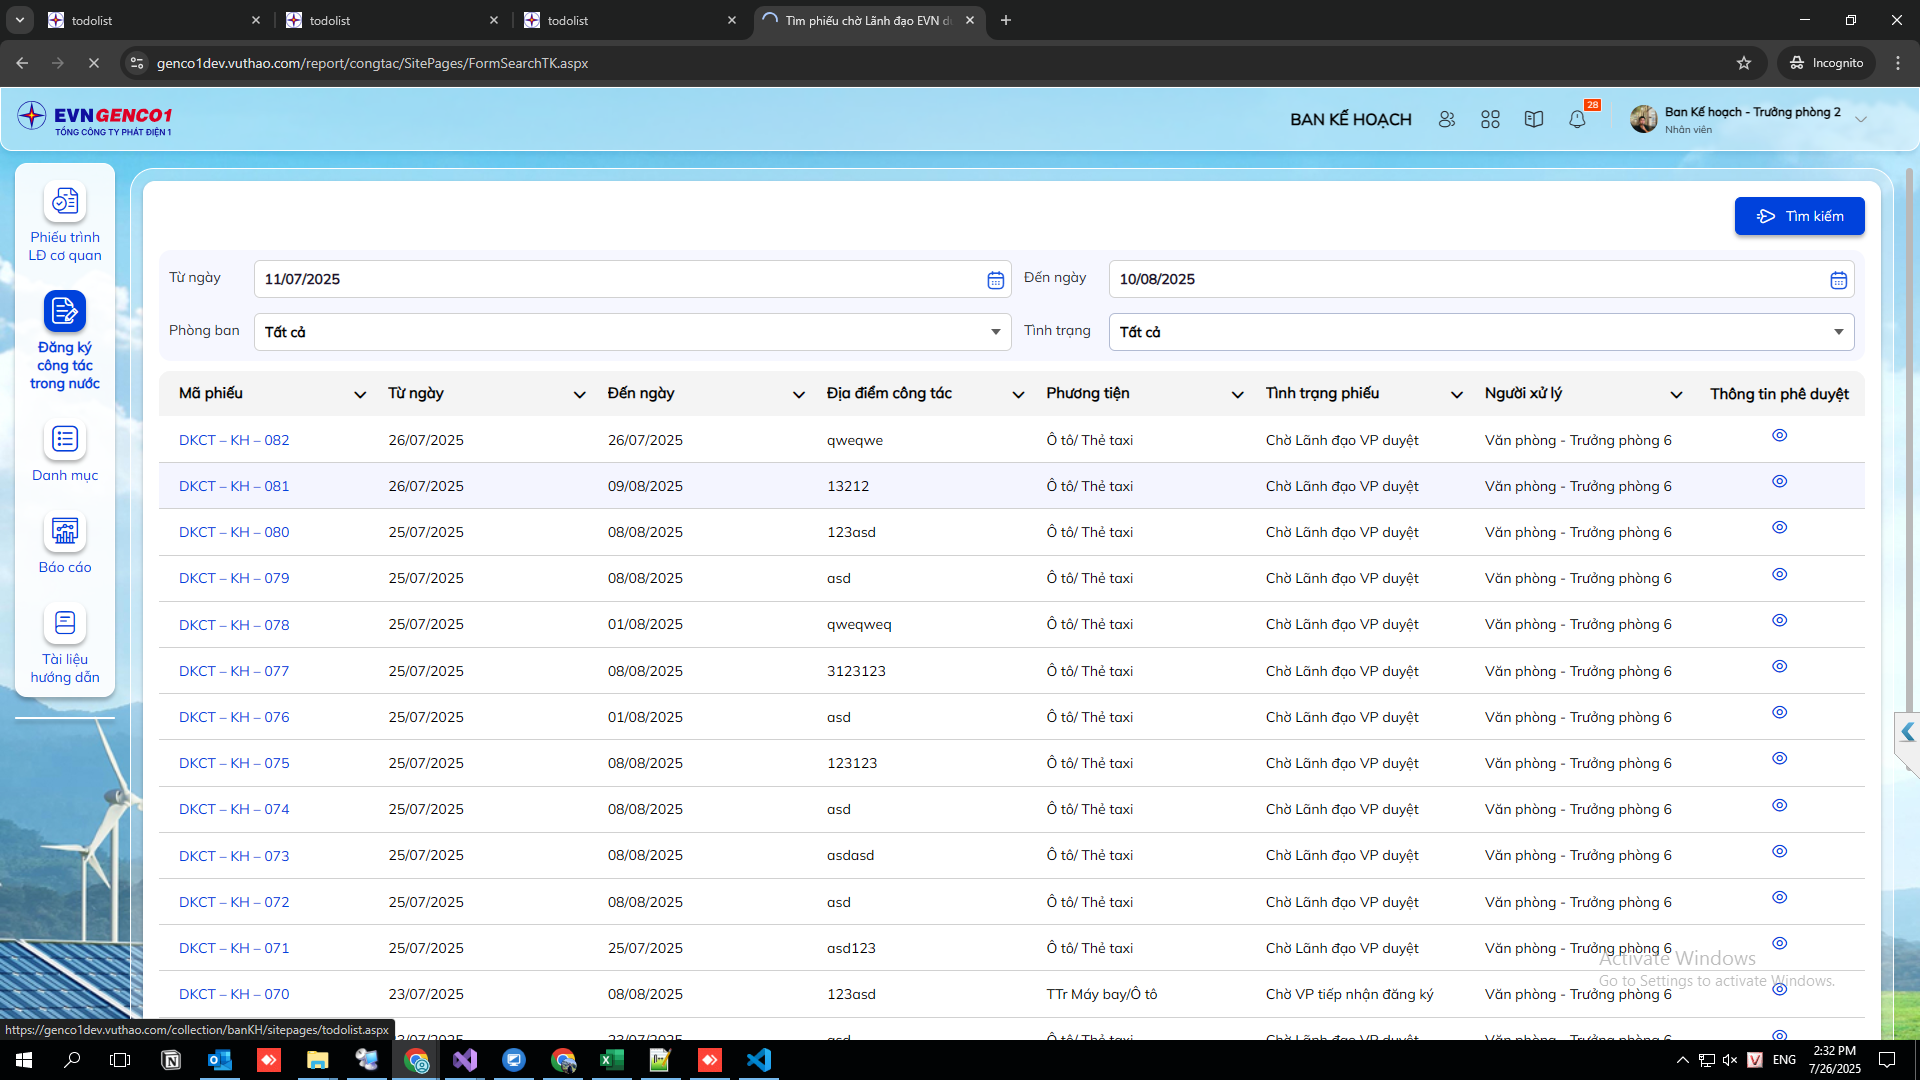 todolist
todolist
todolist
Tìm phiếu chờ Lãnh đạo EVN
genco1dev.vuthao.com/report/congtac/SitePages/FormSearchTK.aspx
Incognito
EVNGENCO1
TỔNG CÔNG TY PHÁT ĐIỆN 1
BAN KẾ HOẠCH
28
Ban Kế hoạch - Trưởng phòng 2
Nhân viên
Phiếu trình
LĐ cơ quan
Đăng ký
công tác
trong nước
Danh mục
Báo cáo
Tài liệu
hướng dẫn
Tìm kiếm
Từ ngày 11/07/2025 Đến ngày 10/08/2025
Phòng ban Tất cả Tình trạng Tất cả
Mã phiếu Từ ngày Đến ngày Địa điểm công tác Phương tiện Tình trạng phiếu Người xử lý Thông tin phê duyệt
DKCT – KH – 082 26/07/2025 26/07/2025 qweqwe Ô tô/ Thẻ taxi Chờ Lãnh đạo VP duyệt Văn phòng - Trưởng phòng 6
DKCT – KH – 081 26/07/2025 09/08/2025 13212 Ô tô/ Thẻ taxi Chờ Lãnh đạo VP duyệt Văn phòng - Trưởng phòng 6
DKCT – KH – 080 25/07/2025 08/08/2025 123asd Ô tô/ Thẻ taxi Chờ Lãnh đạo VP duyệt Văn phòng - Trưởng phòng 6
DKCT – KH – 079 25/07/2025 08/08/2025 asd Ô tô/ Thẻ taxi Chờ Lãnh đạo VP duyệt Văn phòng - Trưởng phòng 6
DKCT – KH – 078 25/07/2025 01/08/2025 qweqweq Ô tô/ Thẻ taxi Chờ Lãnh đạo VP duyệt Văn phòng - Trưởng phòng 6
DKCT – KH – 077 25/07/2025 08/08/2025 3123123 Ô tô/ Thẻ taxi Chờ Lãnh đạo VP duyệt Văn phòng - Trưởng phòng 6
DKCT – KH – 076 25/07/2025 01/08/2025 asd Ô tô/ Thẻ taxi Chờ Lãnh đạo VP duyệt Văn phòng - Trưởng phòng 6
DKCT – KH – 075 25/07/2025 08/08/2025 123123 Ô tô/ Thẻ taxi Chờ Lãnh đạo VP duyệt Văn phòng - Trưởng phòng 6
DKCT – KH – 074 25/07/2025 08/08/2025 asd Ô tô/ Thẻ taxi Chờ Lãnh đạo VP duyệt Văn phòng - Trưởng phòng 6
DKCT – KH – 073 25/07/2025 08/08/2025 asdasd Ô tô/ Thẻ taxi Chờ Lãnh đạo VP duyệt Văn phòng - Trưởng phòng 6
DKCT – KH – 072 25/07/2025 08/08/2025 asd Ô tô/ Thẻ taxi Chờ Lãnh đạo VP duyệt Văn phòng - Trưởng phòng 6
DKCT – KH – 071 25/07/2025 25/07/2025 asd123 Ô tô/ Thẻ taxi Chờ Lãnh đạo VP duyệt Văn phòng - Trưởng phòng 6
DKCT – KH – 070 23/07/2025 08/08/2025 123asd TTr Máy bay/Ô tô Chờ VP tiếp nhận đăng ký Văn phòng - Trưởng phòng 6
Activate Windows
Go to Settings to activate Windows.
https://genco1dev.vuthao.com/collection/banKH/sitepages/todolist.aspx
ENG
2:32 PM
7/26/2025